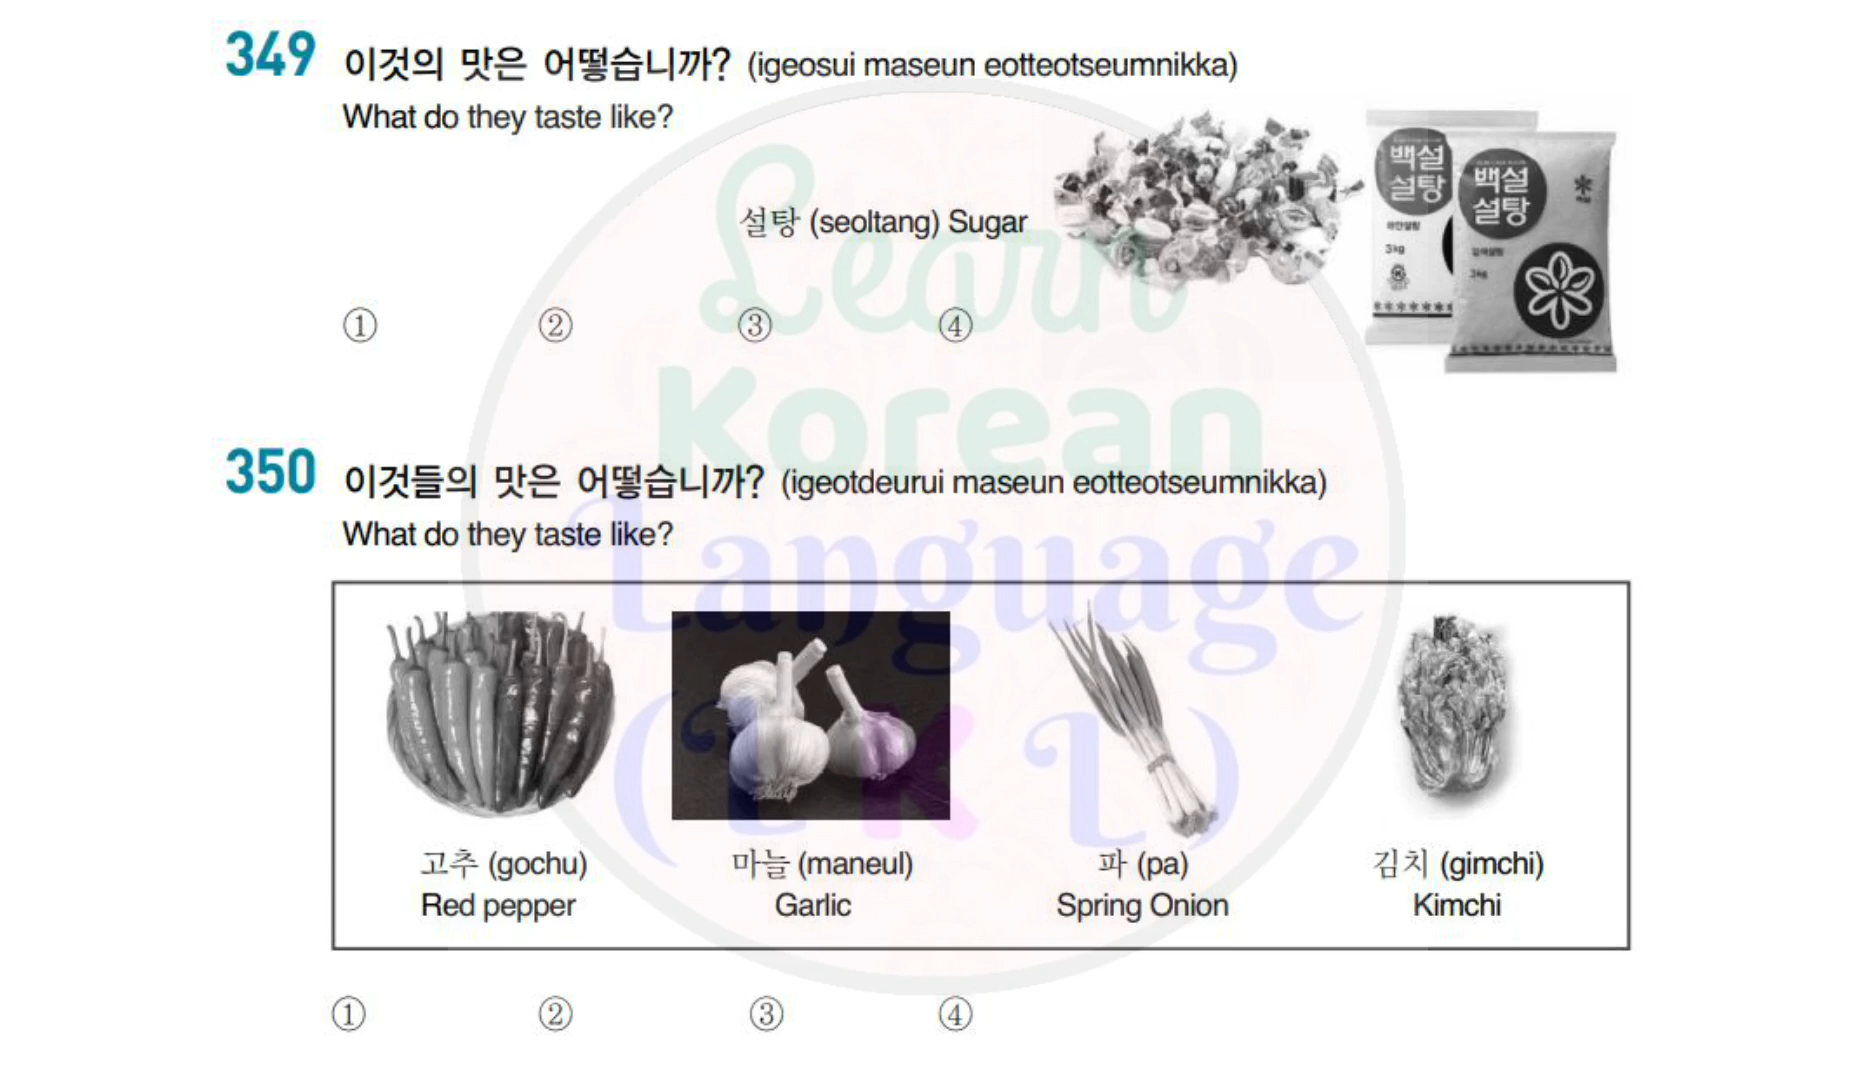 349 이것의 맛은 어떻습니까? (igeosui maseun eotteotseumnikka)
What do they taste like?
설탕 (seoltang) Sugar
백설
설탕
3kg
백설
설탕
3kg
① ② ③ ④
350 이것들의 맛은 어떻습니까? (igeotdeurui maseun eotteotseumnikka)
What do they taste like?
고추 (gochu) 마늘 (maneul) 파 (pa) 김치 (gimchi)
Red pepper Garlic Spring Onion Kimchi
① ② ③ ④
Learn
Korean
Language
(LKL)